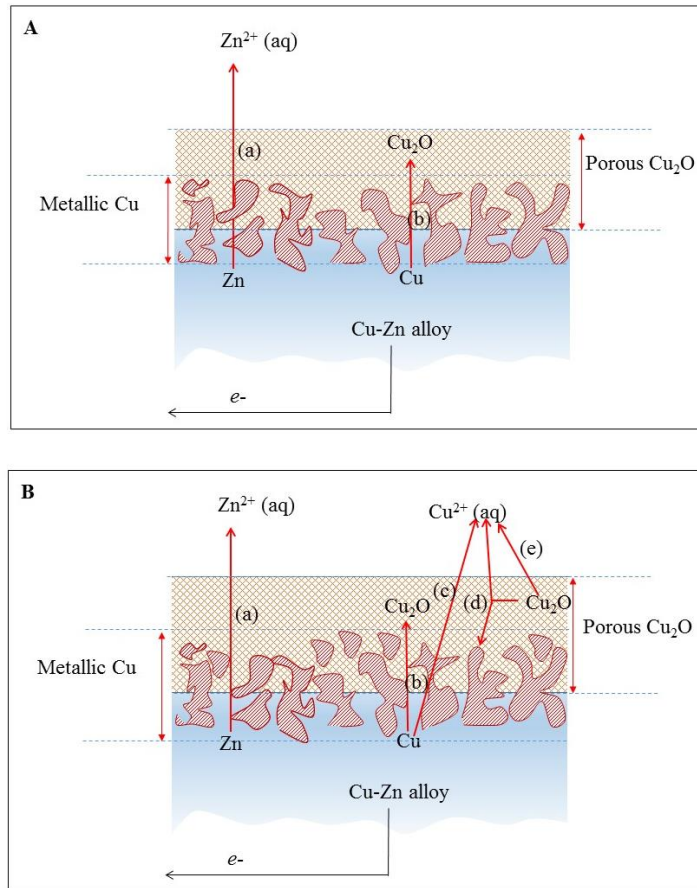 A
Zn²⁺ (aq)
(a)
Cu₂O
Porous Cu₂O
Metallic Cu
(b)
Zn
Cu
Cu-Zn alloy
e-
B
Zn²⁺ (aq)
Cu²⁺ (aq)
(e)
(a)
(c)
(d)
Cu₂O
Cu₂O
Porous Cu₂O
Metallic Cu
(b)
Zn
Cu
Cu-Zn alloy
e-